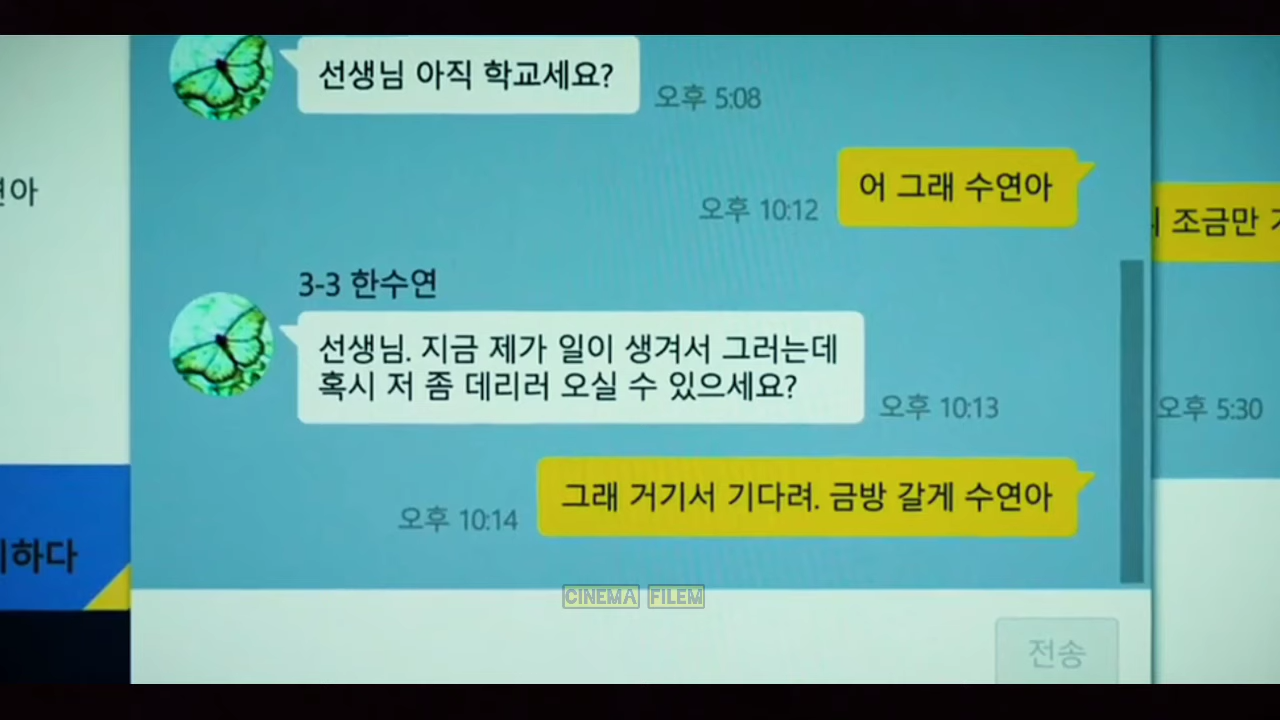 선생님 아직 학교세요?
오후 5:08
어 그래 수연아
오후 10:12
3-3 한수연
선생님. 지금 제가 일이 생겨서 그러는데
혹시 저 좀 데리러 오실 수 있으세요?
오후 10:13
그래 거기서 기다려. 금방 갈게 수연아
오후 10:14
전송
조금만
오후 5:30
CINEMA FILEM